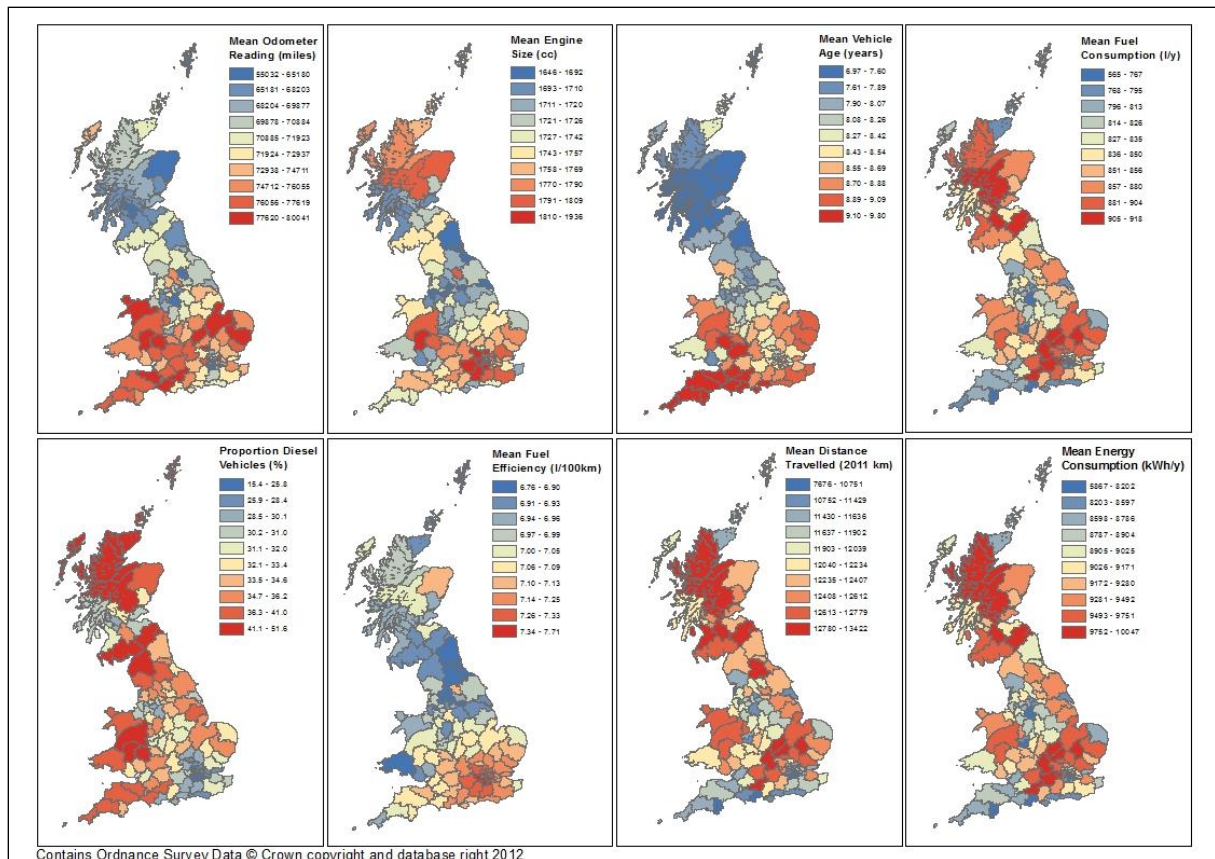 Mean Odometer
Reading (miles)
55032 - 65180
65181 - 68203
68204 - 69877
69878 - 70884
70885 - 71923
71924 - 72937
72938 - 74711
74712 - 76055
76056 - 77619
77620 - 80041
Mean Engine
Size (cc)
1646 - 1692
1693 - 1710
1711 - 1720
1721 - 1726
1727 - 1742
1743 - 1757
1758 - 1769
1770 - 1790
1791 - 1809
1810 - 1936
Mean Vehicle
Age (years)
6.97 - 7.60
7.61 - 7.89
7.90 - 8.07
8.08 - 8.26
8.27 - 8.42
8.43 - 8.54
8.55 - 8.69
8.70 - 8.88
8.89 - 9.09
9.10 - 9.80
Mean Fuel
Consumption (l/y)
565 - 767
768 - 795
796 - 813
814 - 826
827 - 835
836 - 850
851 - 856
857 - 880
881 - 904
905 - 918
Proportion Diesel
Vehicles (%)
15.4 - 25.8
25.9 - 28.4
28.5 - 30.1
30.2 - 31.0
31.1 - 32.0
32.1 - 33.4
33.5 - 34.6
34.7 - 36.2
36.3 - 41.0
41.1 - 51.6
Mean Fuel
Efficiency (l/100km)
6.76 - 6.90
6.91 - 6.93
6.94 - 6.96
6.97 - 6.99
7.00 - 7.05
7.06 - 7.09
7.10 - 7.13
7.14 - 7.25
7.26 - 7.33
7.34 - 7.71
Mean Distance
Travelled (2011 km)
7676 - 10751
10752 - 11429
11430 - 11636
11637 - 11902
11903 - 12039
12040 - 12234
12235 - 12407
12408 - 12612
12613 - 12779
12780 - 13422
Mean Energy
Consumption (kWh/y)
5867 - 8202
8203 - 8597
8598 - 8786
8787 - 8904
8905 - 9025
9026 - 9171
9172 - 9280
9281 - 9492
9493 - 9751
9752 - 10047
Contains Ordnance Survey Data © Crown copyright and database right 2012